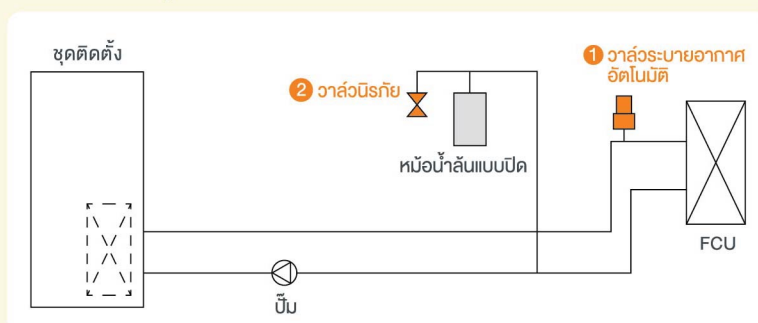 ชุดติดตั้ง
1 วาล์วระบายอากาศ
อัตโนมัติ
2 วาล์วนิรภัย
หม้อน้ำล้นแบบปิด
FCU
ปั๊ม